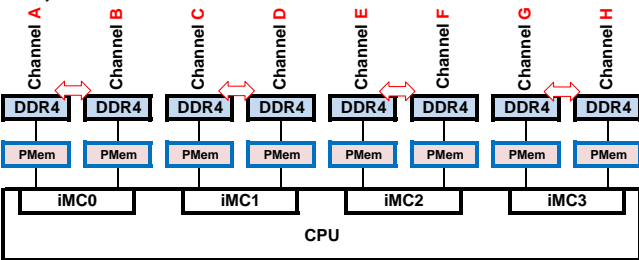 Channel A Channel B Channel C Channel D Channel E Channel F Channel G Channel H
DDR4 DDR4 DDR4 DDR4 DDR4 DDR4 DDR4 DDR4
PMem PMem PMem PMem PMem PMem PMem PMem
iMC0 iMC1 iMC2 iMC3
CPU